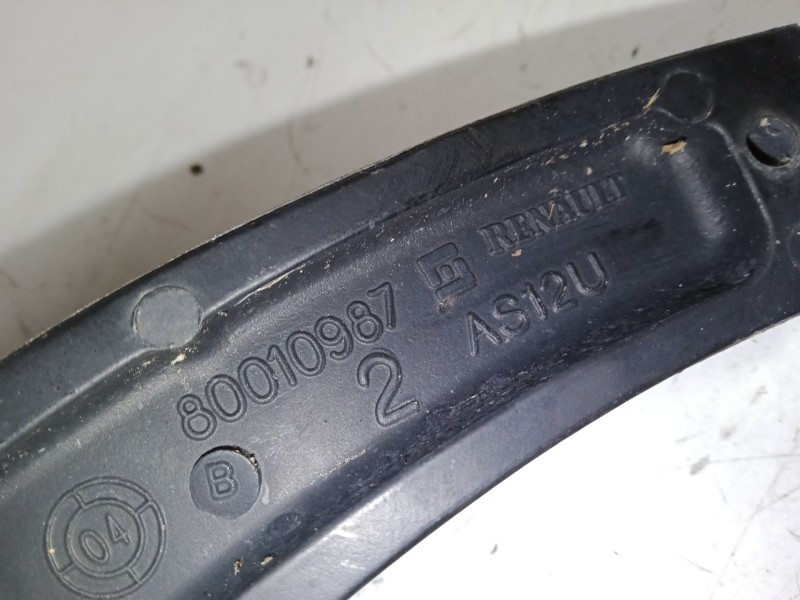 RENAULT
80010987
AS12U
2
B
04